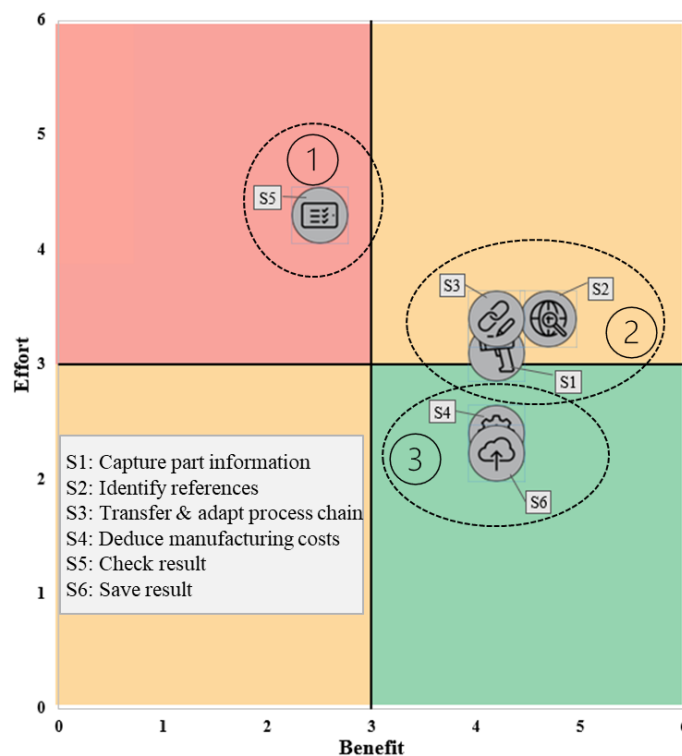 6
5
1
S5
4
S3
S2
2
Effort
3
S1
S4
3
S1: Capture part information
S2: Identify references
S3: Transfer & adapt process chain
S4: Deduce manufacturing costs
S5: Check result
S6: Save result
2
S6
1
0
0 1 2 3 4 5 6
Benefit